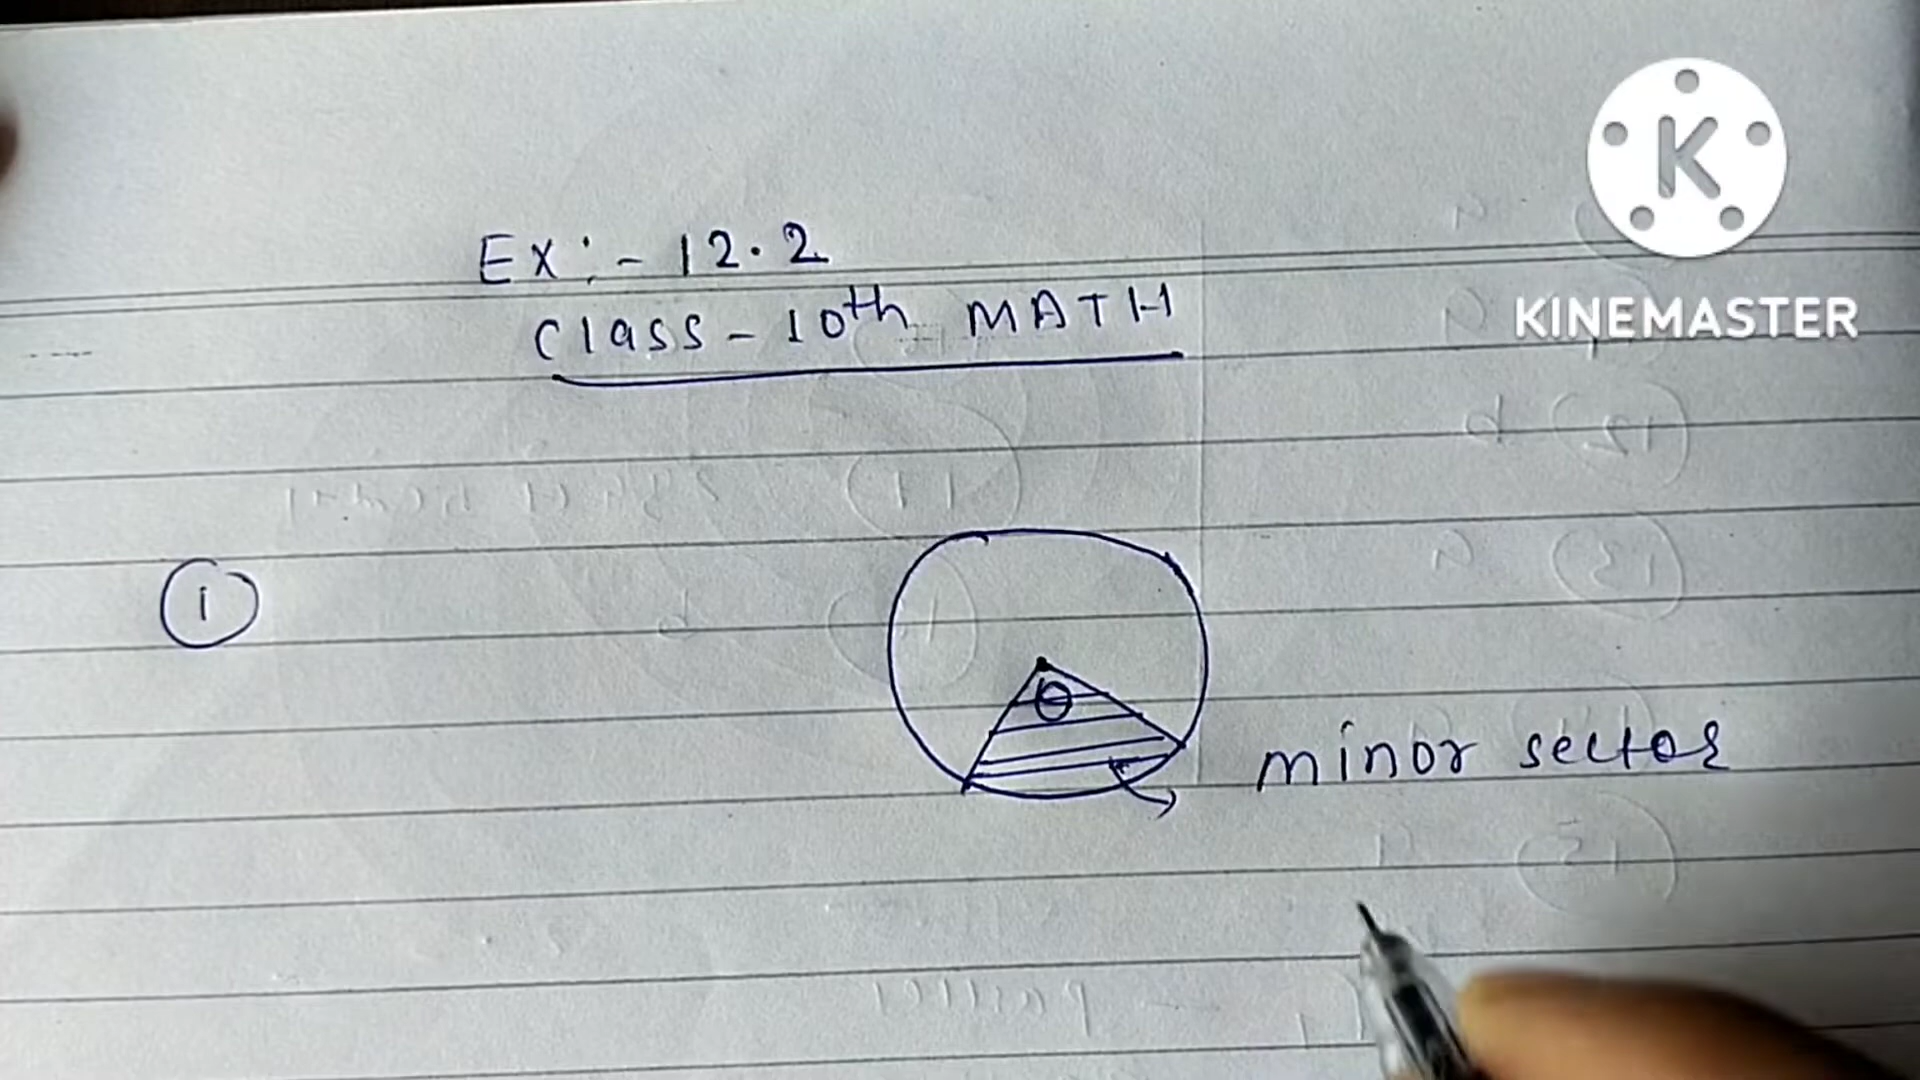 Ex:- 12.2
Class - 10th MATH
K
KINEMASTER
1
θ
minor sector